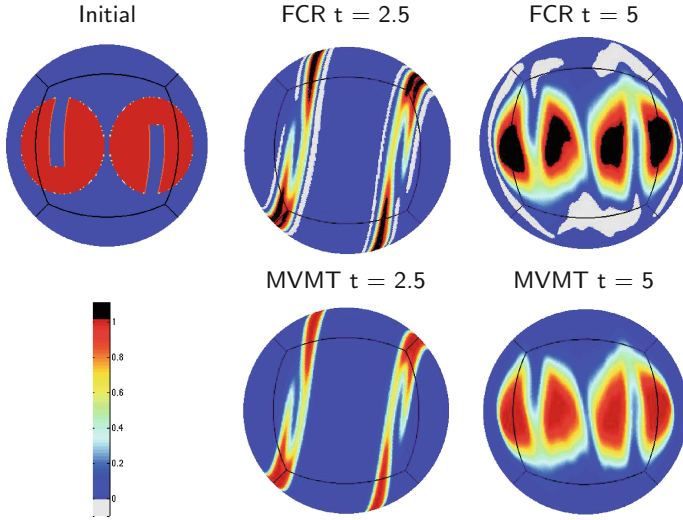 Initial
FCR t = 2.5
FCR t = 5
MVMT t = 2.5
MVMT t = 5
1
0.8
0.6
0.4
0.2
0